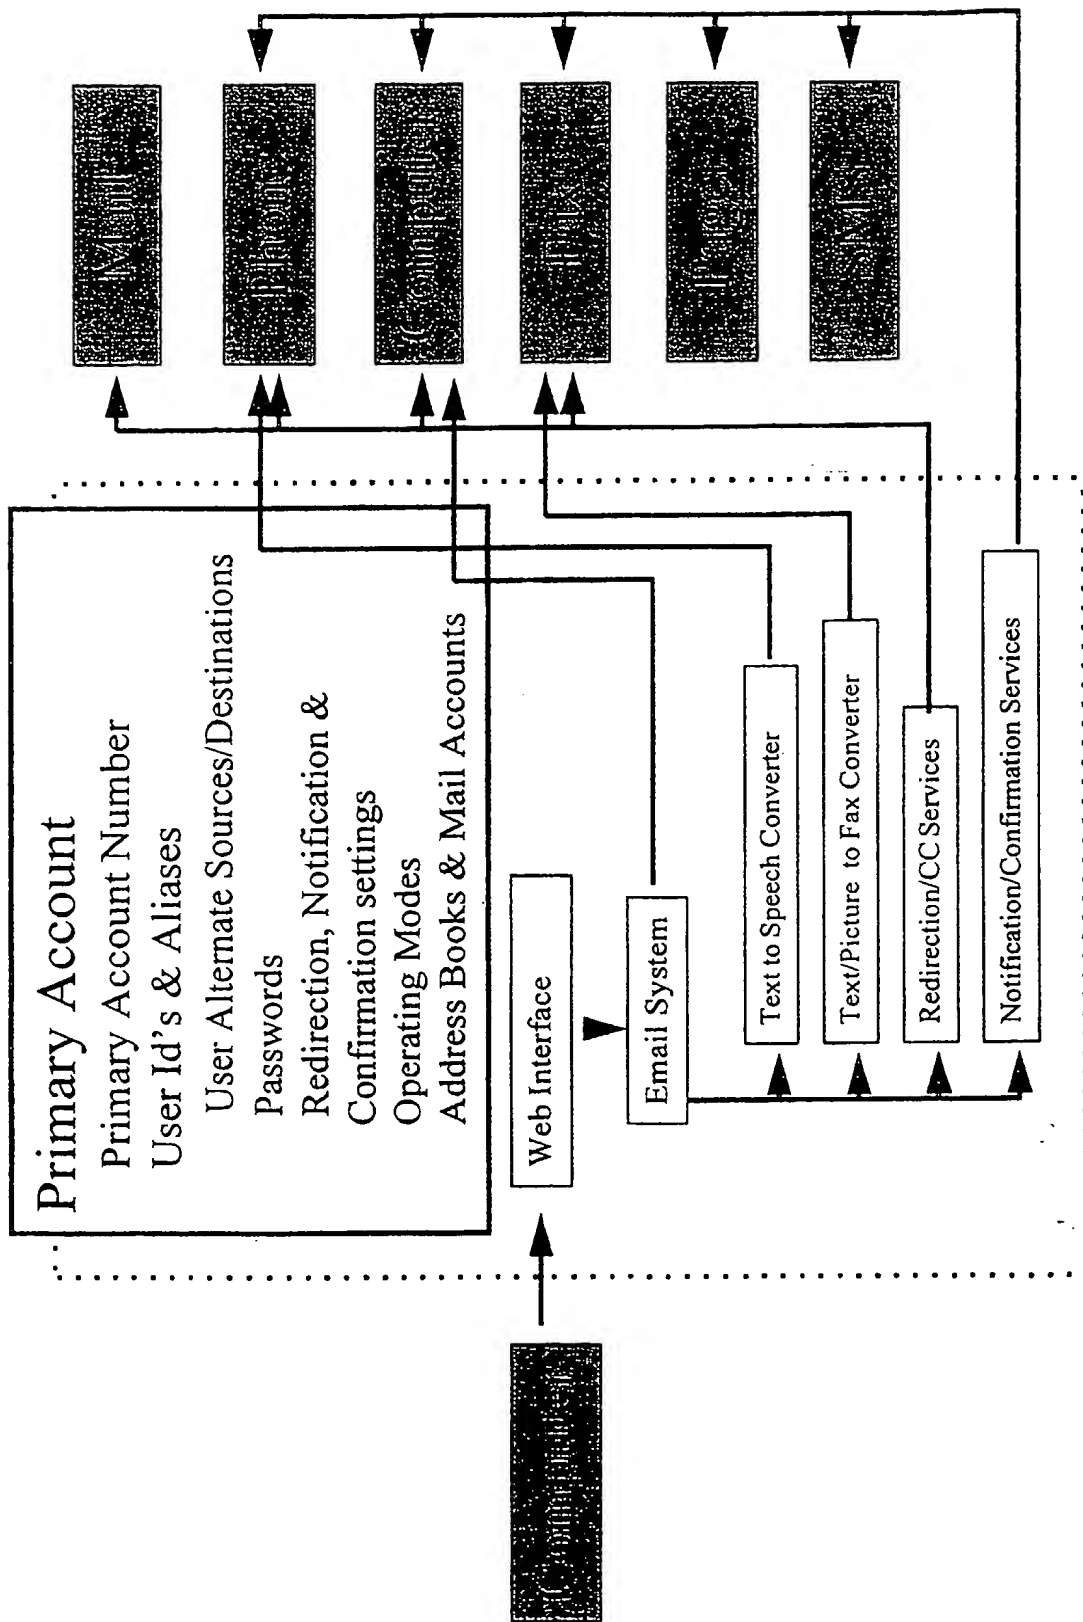 Primary Account
Primary Account Number
User Id's & Aliases
User Alternate Sources/Destinations
Passwords
Redirection, Notification &
Confirmation settings
Operating Modes
Address Books & Mail Accounts
Computer
Web Interface
Email System
Text to Speech Converter
Text/Picture to Fax Converter
Redirection/CC Services
Notification/Confirmation Services
Mail
Phone
Computer
Fax
Pager
SMS